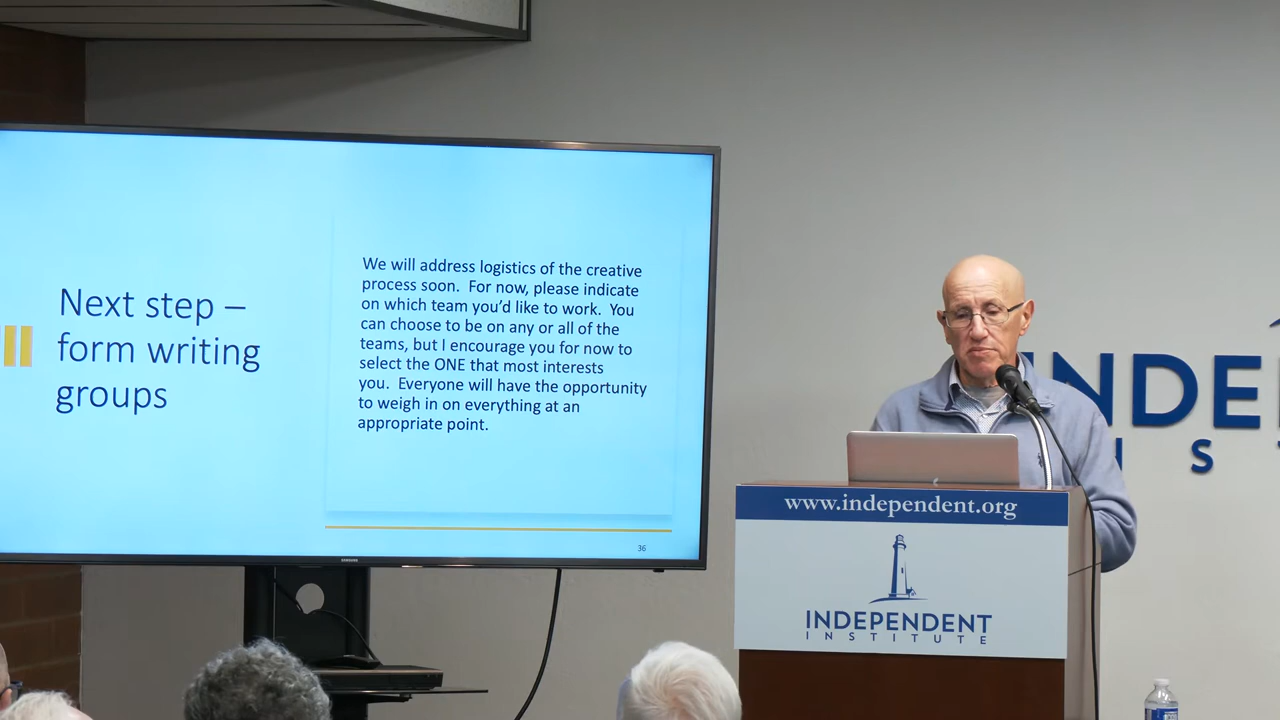 Next step –
form writing
groups
We will address logistics of the creative
process soon.  For now, please indicate
on which team you'd like to work.  You
can choose to be on any or all of the
teams, but I encourage you for now to
select the ONE that most interests
you.  Everyone will have the opportunity
to weigh in on everything at an
appropriate point.
36
SAMSUNG
www.independent.org
INDEPENDENT
INSTITUTE
NDE
S